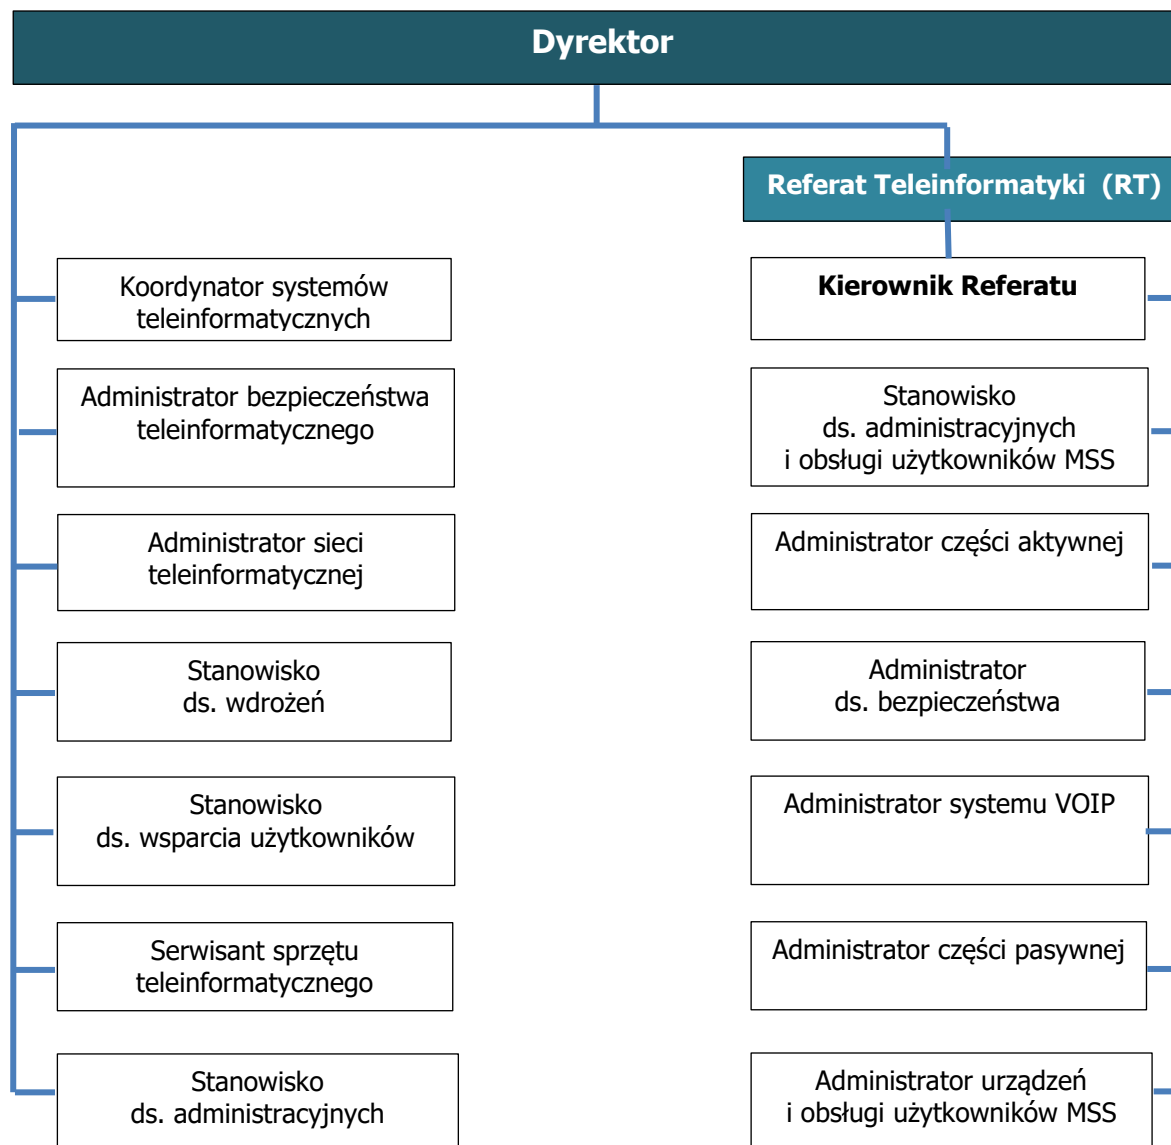 Dyrektor
Referat Teleinformatyki (RT)
Koordynator systemów
teleinformatycznych
Administrator bezpieczeństwa
teleinformatycznego
Administrator sieci
teleinformatycznej
Stanowisko
ds. wdrożeń
Stanowisko
ds. wsparcia użytkowników
Serwisant sprzętu
teleinformatycznego
Stanowisko
ds. administracyjnych
Kierownik Referatu
Stanowisko
ds. administracyjnych
i obsługi użytkowników MSS
Administrator części aktywnej
Administrator
ds. bezpieczeństwa
Administrator systemu VOIP
Administrator części pasywnej
Administrator urządzeń
i obsługi użytkowników MSS